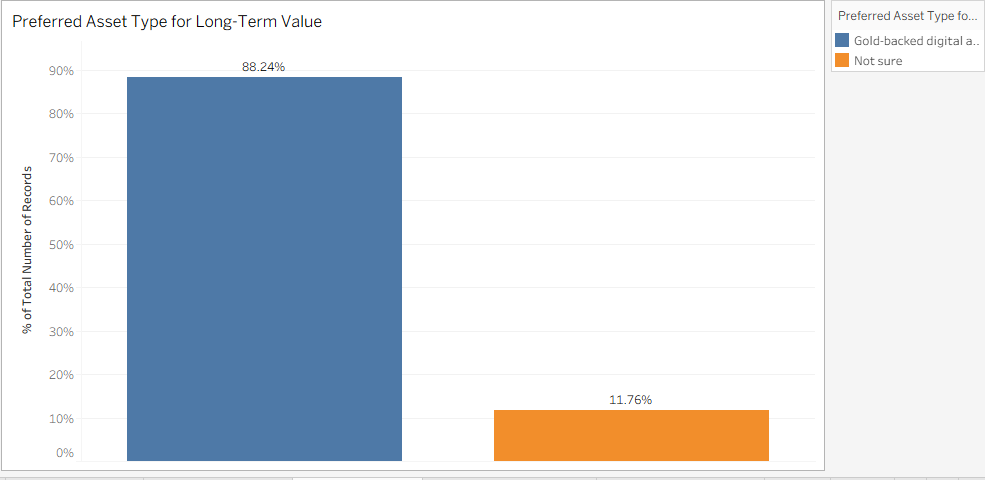 Preferred Asset Type for Long-Term Value
Preferred Asset Type fo...
Gold-backed digital a..
Not sure
% of Total Number of Records
90%
80%
70%
60%
50%
40%
30%
20%
10%
0%
88.24%
11.76%